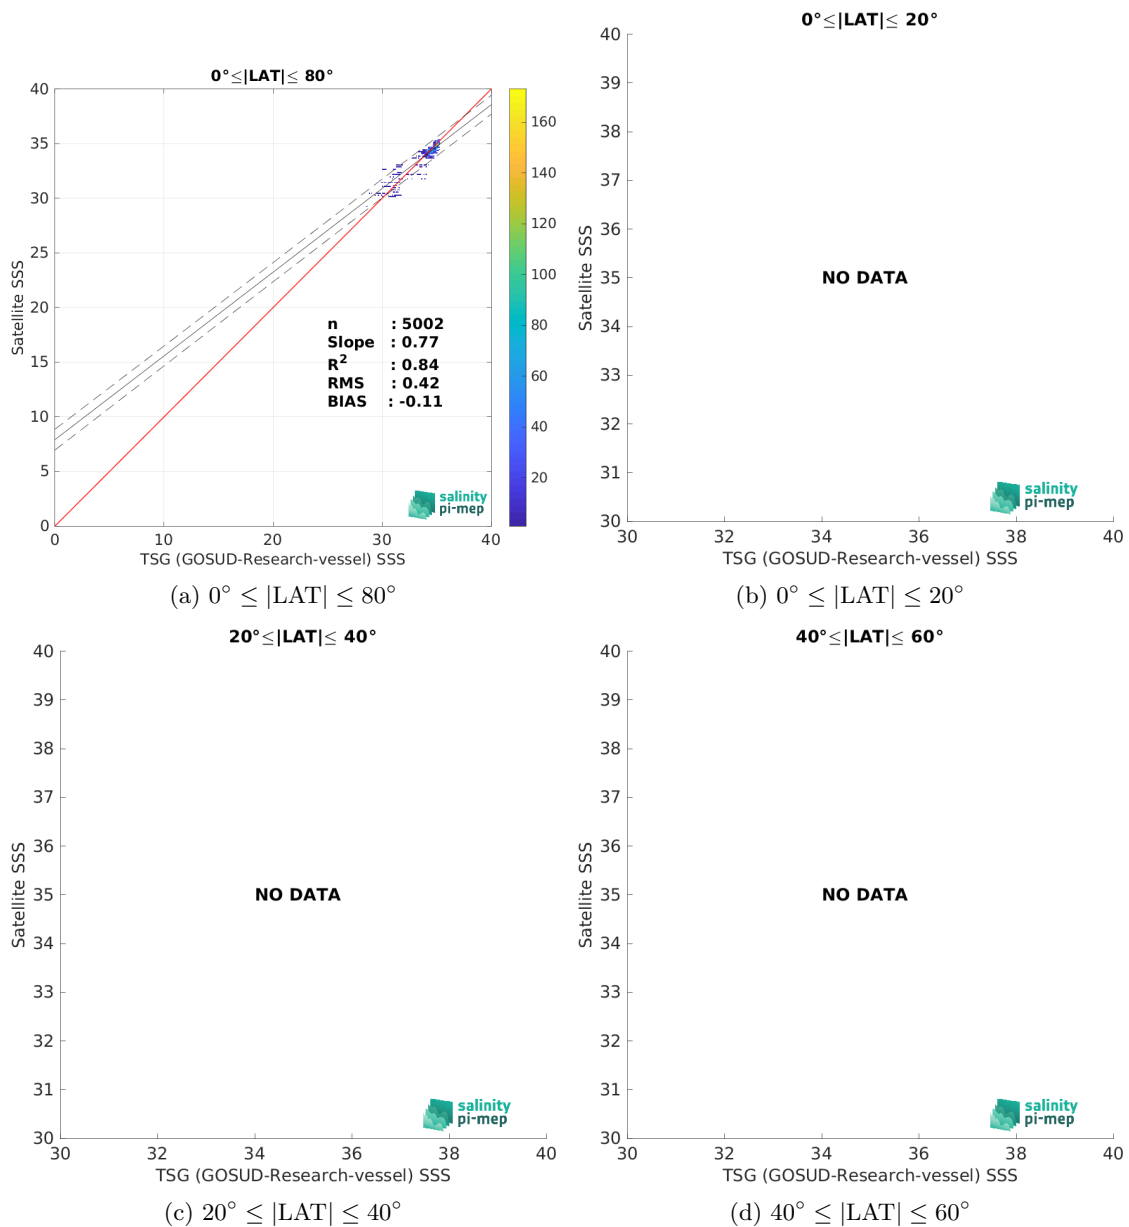 0°≤|LAT|≤ 80°
40
35
30
25
20
15
10
5
0
Satellite SSS
n : 5002
Slope : 0.77
R² : 0.84
RMS : 0.42
BIAS : -0.11
salinity
pi-mep
0 10 20 30 40
TSG (GOSUD-Research-vessel) SSS
160
140
120
100
80
60
40
20
(a) 0° ≤ |LAT| ≤ 80°
0°≤|LAT|≤ 20°
40
39
38
37
36
35
34
33
32
31
30
Satellite SSS
NO DATA
salinity
pi-mep
30 32 34 36 38 40
TSG (GOSUD-Research-vessel) SSS
(b) 0° ≤ |LAT| ≤ 20°
20°≤|LAT|≤ 40°
40
39
38
37
36
35
34
33
32
31
30
Satellite SSS
NO DATA
salinity
pi-mep
30 32 34 36 38 40
TSG (GOSUD-Research-vessel) SSS
(c) 20° ≤ |LAT| ≤ 40°
40°≤|LAT|≤ 60°
40
39
38
37
36
35
34
33
32
31
30
Satellite SSS
NO DATA
salinity
pi-mep
30 32 34 36 38 40
TSG (GOSUD-Research-vessel) SSS
(d) 40° ≤ |LAT| ≤ 60°